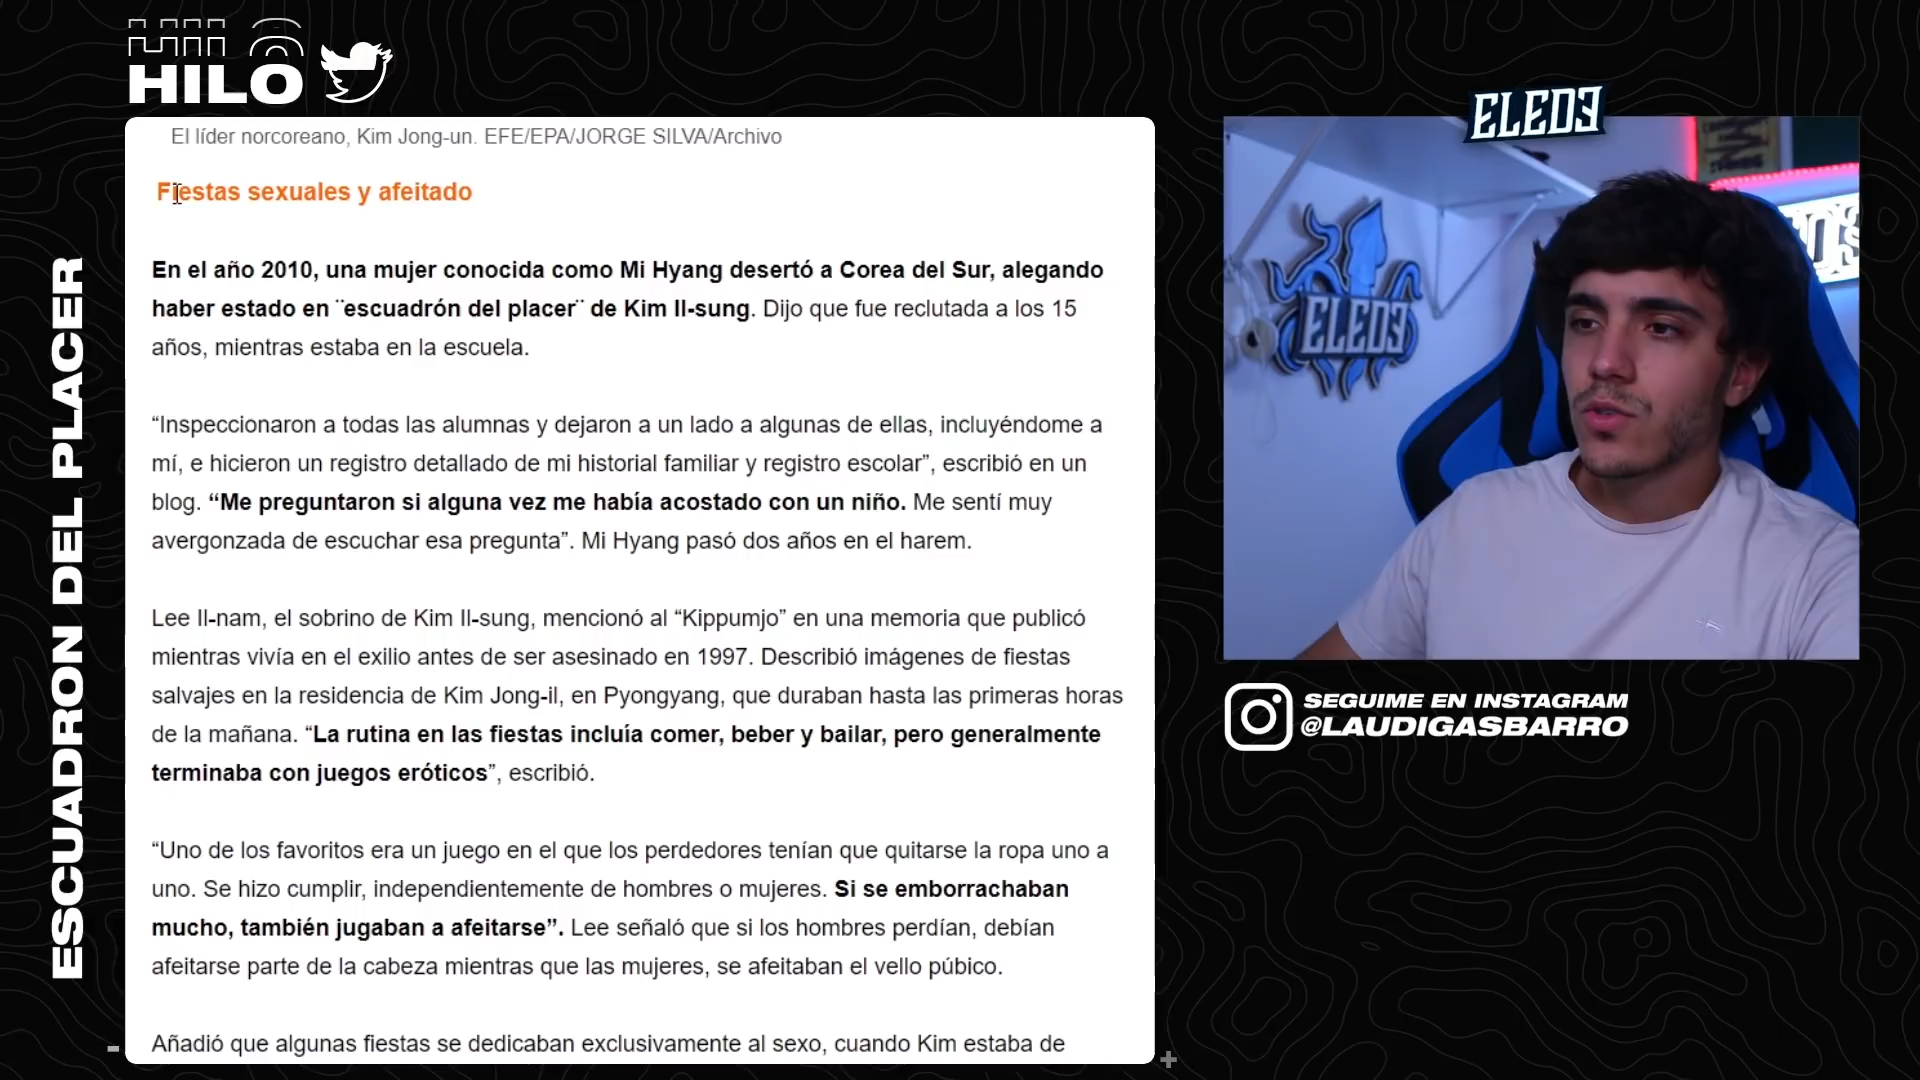 HILO
El líder norcoreano, Kim Jong-un. EFE/EPA/JORGE SILVA/Archivo
Fiestas sexuales y afeitado
En el año 2010, una mujer conocida como Mi Hyang desertó a Corea del Sur, alegando
haber estado en ¨escuadrón del placer¨ de Kim Il-sung. Dijo que fue reclutada a los 15
años, mientras estaba en la escuela.
“Inspeccionaron a todas las alumnas y dejaron a un lado a algunas de ellas, incluyéndome a
mí, e hicieron un registro detallado de mi historial familiar y registro escolar”, escribió en un
blog. “Me preguntaron si alguna vez me había acostado con un niño. Me sentí muy
avergonzada de escuchar esa pregunta”. Mi Hyang pasó dos años en el harem.
Lee Il-nam, el sobrino de Kim Il-sung, mencionó al “Kippumjo” en una memoria que publicó
mientras vivía en el exilio antes de ser asesinado en 1997. Describió imágenes de fiestas
salvajes en la residencia de Kim Jong-il, en Pyongyang, que duraban hasta las primeras horas
de la mañana. “La rutina en las fiestas incluía comer, beber y bailar, pero generalmente
terminaba con juegos eróticos”, escribió.
“Uno de los favoritos era un juego en el que los perdedores tenían que quitarse la ropa uno a
uno. Se hizo cumplir, independientemente de hombres o mujeres. Si se emborrachaban
mucho, también jugaban a afeitarse”. Lee señaló que si los hombres perdían, debían
afeitarse parte de la cabeza mientras que las mujeres, se afeitaban el vello púbico.
Añadió que algunas fiestas se dedicaban exclusivamente al sexo, cuando Kim estaba de
ESCUADRON DEL PLACER
ELEDE
ELEDE
SEGUIME EN INSTAGRAM
@LAUDIGASBARRO